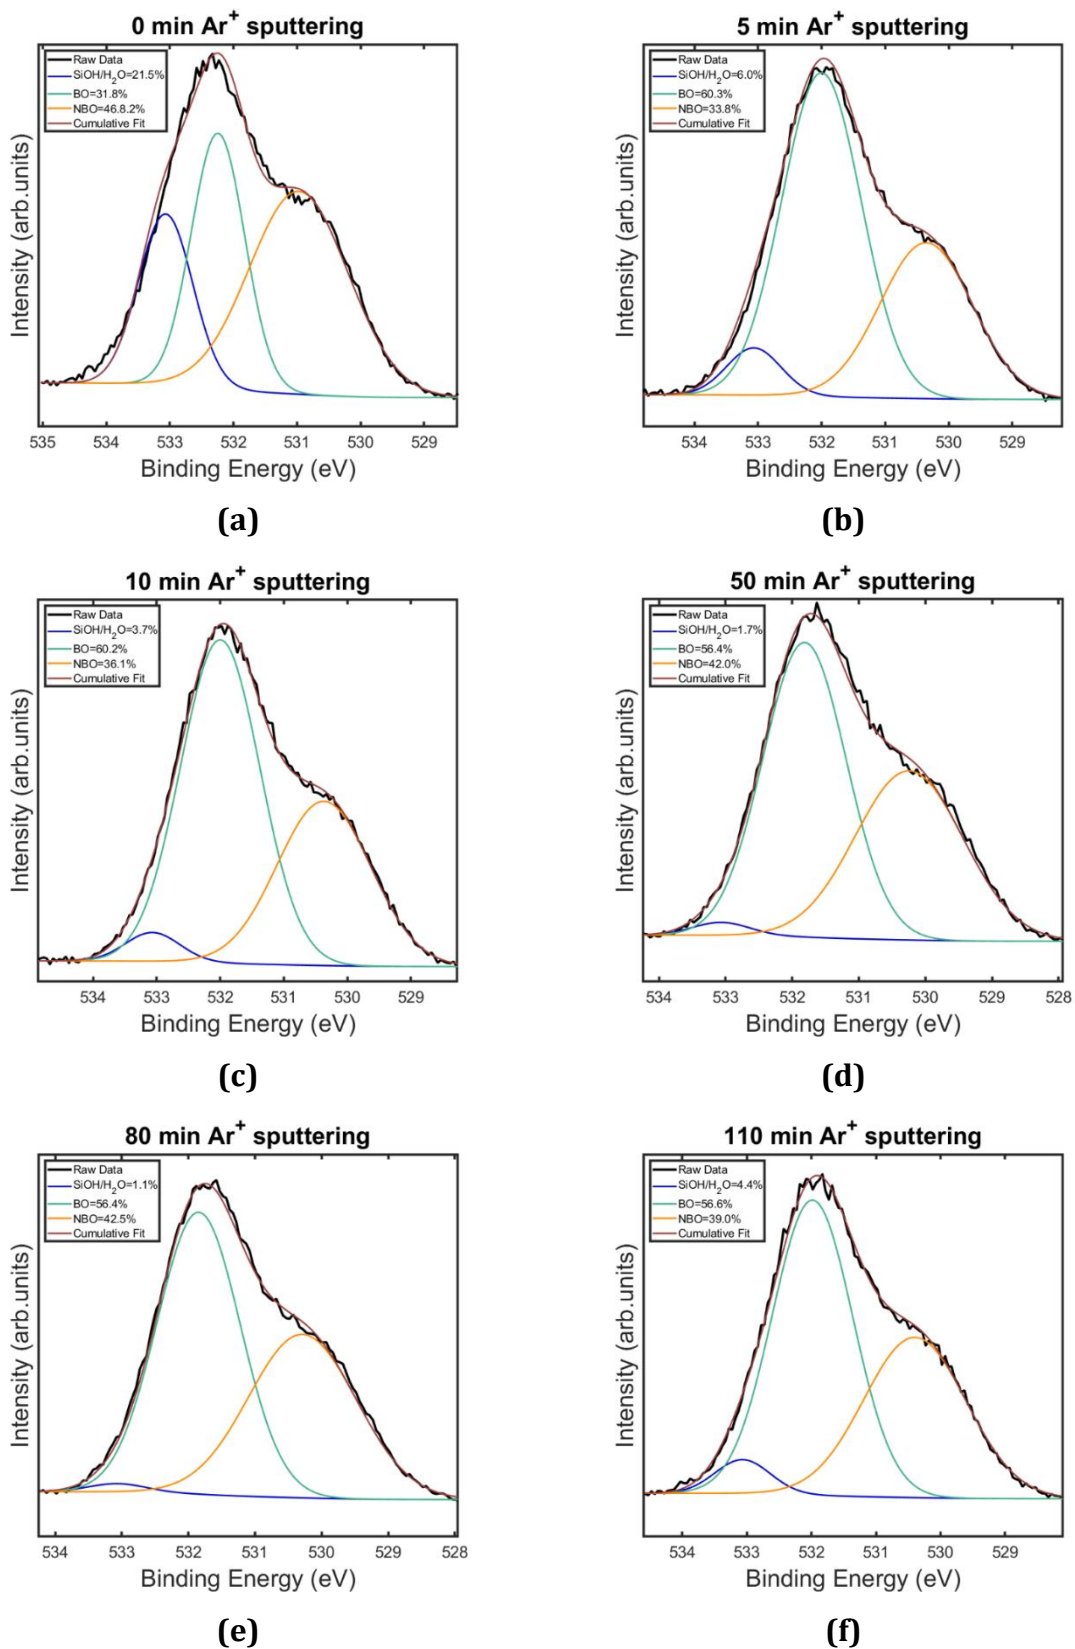 0 min Ar+ sputtering
Raw Data
SiOH/H2O=21.5%
BO=31.8%
NBO=46.8.2%
Cumulative Fit
Intensity (arb.units)
535 534 533 532 531 530 529
Binding Energy (eV)
(a)
5 min Ar+ sputtering
Raw Data
SiOH/H2O=6.0%
BO=60.3%
NBO=33.8%
Cumulative Fit
Intensity (arb.units)
534 533 532 531 530 529
Binding Energy (eV)
(b)
10 min Ar+ sputtering
Raw Data
SiOH/H2O=3.7%
BO=60.2%
NBO=36.1%
Cumulative Fit
Intensity (arb.units)
534 533 532 531 530 529
Binding Energy (eV)
(c)
50 min Ar+ sputtering
Raw Data
SiOH/H2O=1.7%
BO=56.4%
NBO=42.0%
Cumulative Fit
Intensity (arb.units)
534 533 532 531 530 529 528
Binding Energy (eV)
(d)
80 min Ar+ sputtering
Raw Data
SiOH/H2O=1.1%
BO=56.4%
NBO=42.5%
Cumulative Fit
Intensity (arb.units)
534 533 532 531 530 529 528
Binding Energy (eV)
(e)
110 min Ar+ sputtering
Raw Data
SiOH/H2O=4.4%
BO=56.6%
NBO=39.0%
Cumulative Fit
Intensity (arb.units)
534 533 532 531 530 529
Binding Energy (eV)
(f)